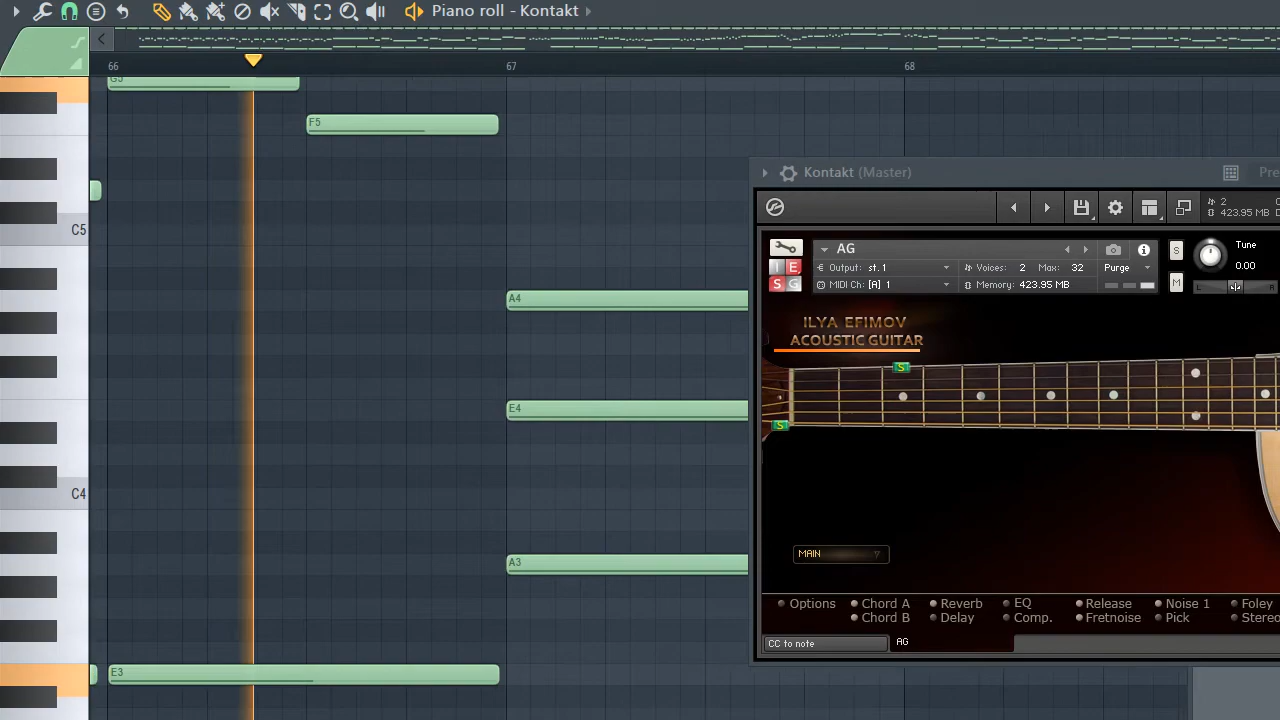 Piano roll - Kontakt
66 67 68
G5
F5
C5
Kontakt (Master)
2
423.95 MB
AG
S
Tune
Output: st. 1
Voices: 2 Max: 32 Purge
0.00
I E
S G
MIDI Ch: [A] 1
Memory: 423.95 MB
M
L R
A4
ILYA EFIMOV
ACOUSTIC GUITAR
S
E4
S
C4
MAIN
A3
Options Chord A Reverb EQ Release Noise 1 Foley
Chord B Delay Comp. Fretnoise Pick Stereo
CC to note AG
E3